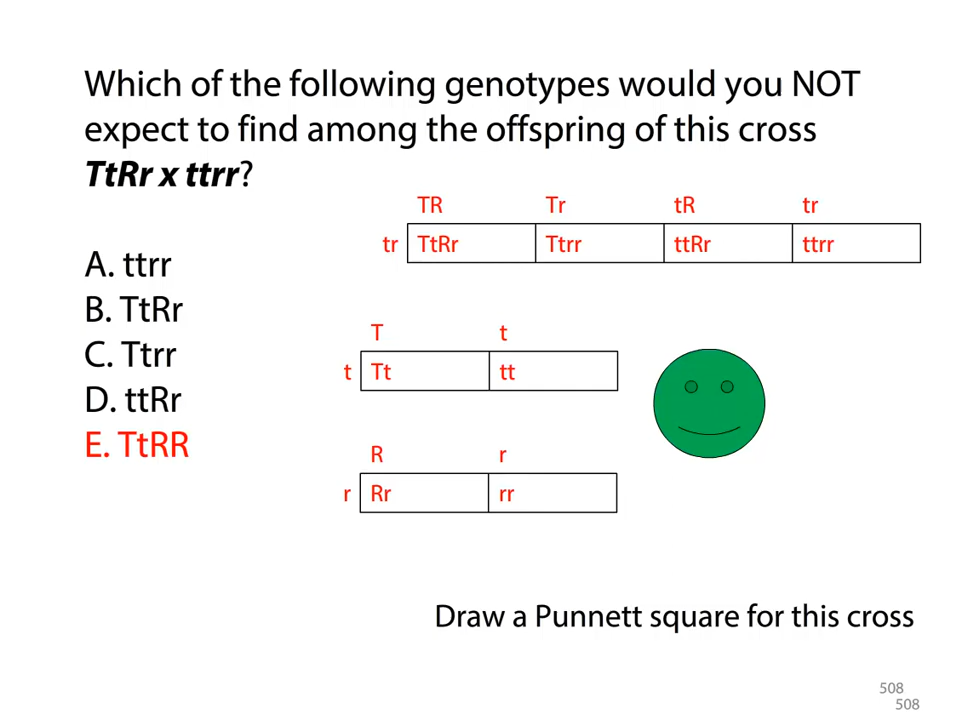 Which of the following genotypes would you NOT
expect to find among the offspring of this cross
TtRr x ttrr?
A. ttrr
B. TtRr
C. Ttrr
D. ttRr
E. TtRR
TR Tr tR tr
tr TtRr Ttrr ttRr ttrr
T t
t Tt tt
R r
r Rr rr
Draw a Punnett square for this cross
508
508